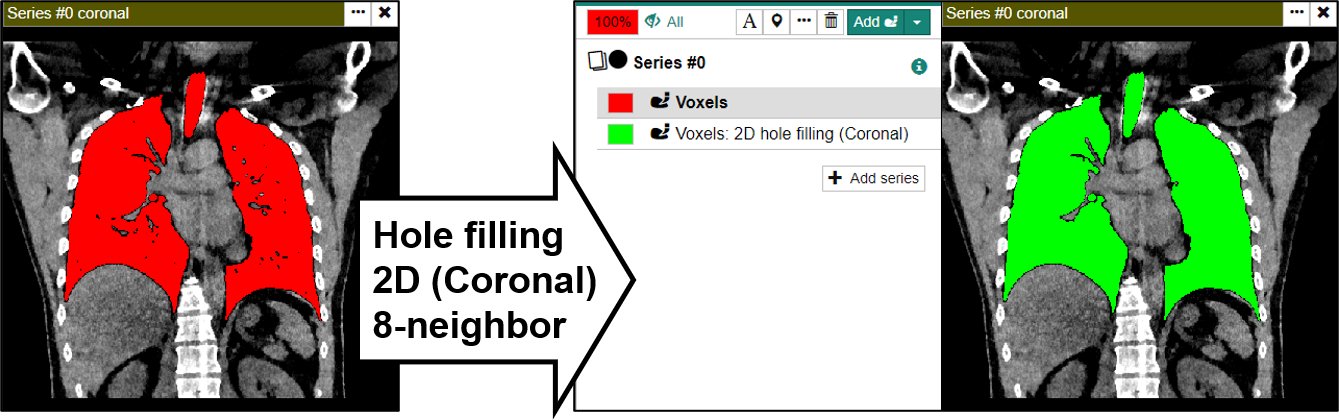 Series #0 coronal
Hole filling
2D (Coronal)
8-neighbor
100% All A Add
Series #0
Voxels
Voxels: 2D hole filling (Coronal)
Add series
Series #0 coronal